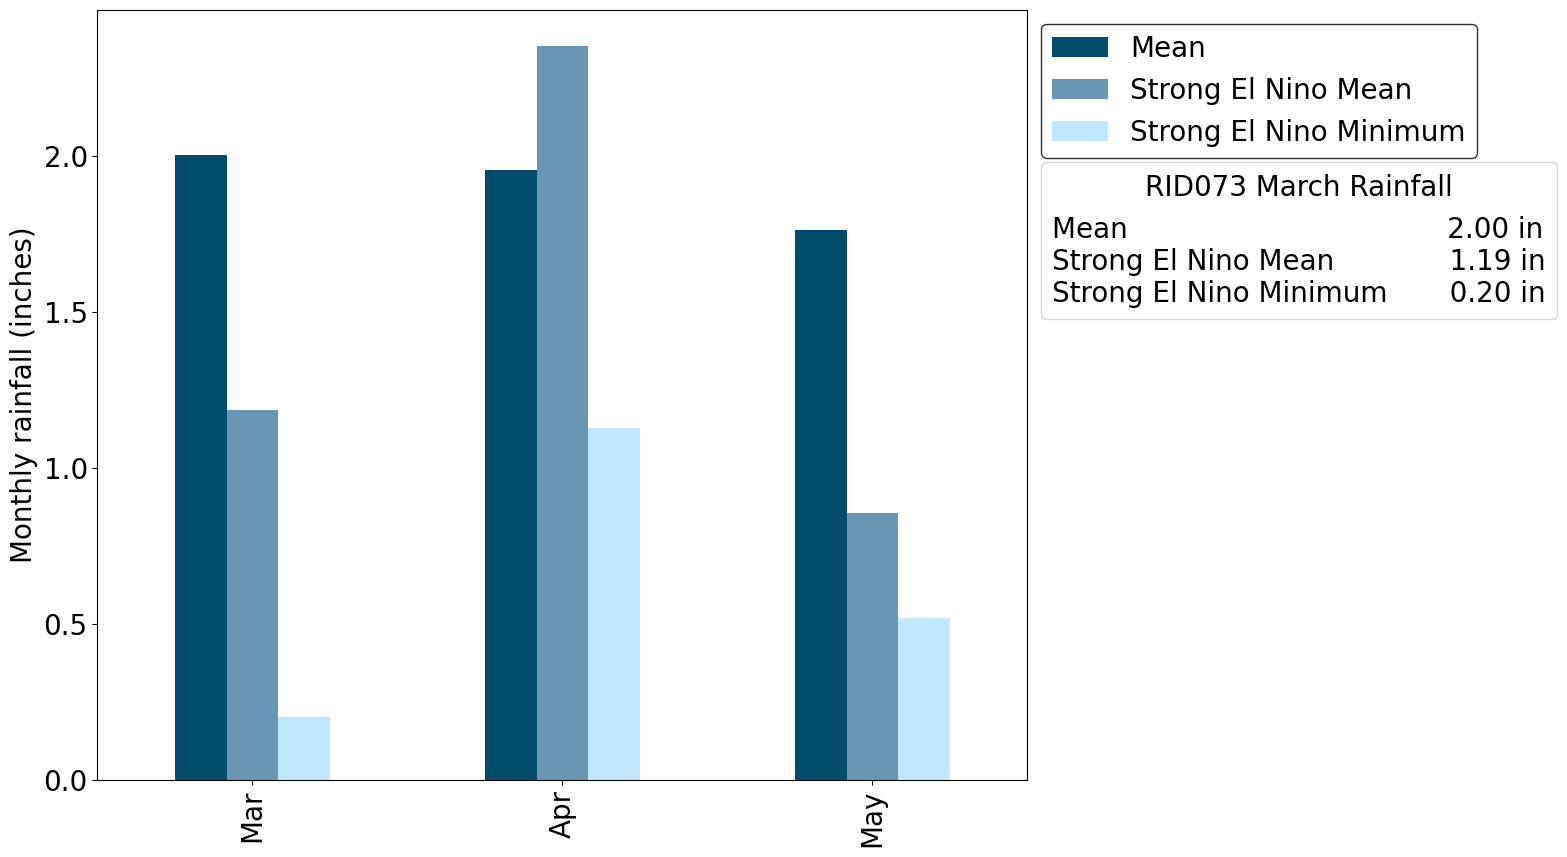 Monthly rainfall (inches)
2.0
1.5
1.0
0.5
0.0
Mar
Apr
May
Mean
Strong El Nino Mean
Strong El Nino Minimum
RID073 March Rainfall
Mean 2.00 in
Strong El Nino Mean 1.19 in
Strong El Nino Minimum 0.20 in